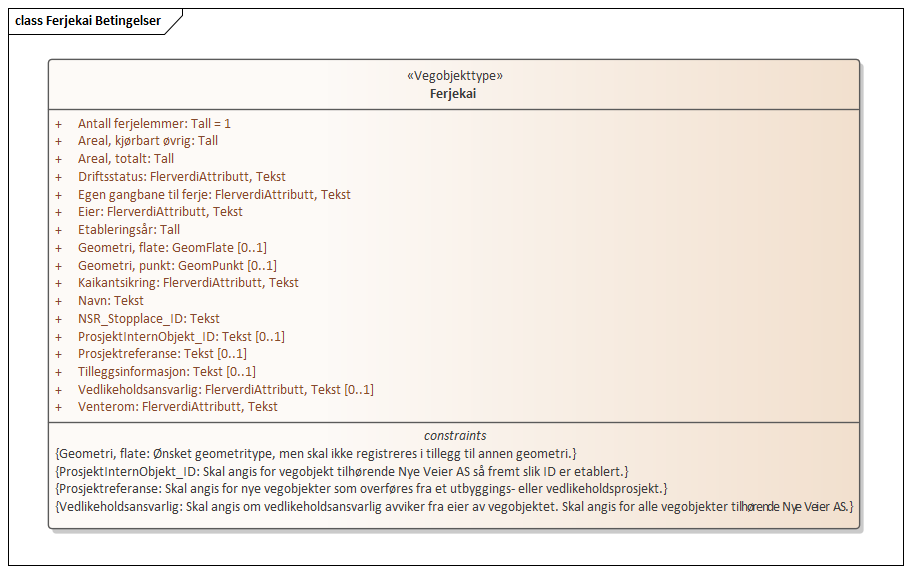 class Ferjekai Betingelser
«Vegobjekttype»
Ferjekai
+ Antall ferjelemmer: Tall = 1
+ Areal, kjørbart øvrig: Tall
+ Areal, totalt: Tall
+ Driftsstatus: FlerverdiAttributt, Tekst
+ Egen gangbane til ferje: FlerverdiAttributt, Tekst
+ Eier: FlerverdiAttributt, Tekst
+ Etableringsår: Tall
+ Geometri, flate: GeomFlate [0..1]
+ Geometri, punkt: GeomPunkt [0..1]
+ Kaikantsikring: FlerverdiAttributt, Tekst
+ Navn: Tekst
+ NSR_Stopplace_ID: Tekst
+ ProsjektInternObjekt_ID: Tekst [0..1]
+ Prosjektreferanse: Tekst [0..1]
+ Tilleggsinformasjon: Tekst [0..1]
+ Vedlikeholdsansvarlig: FlerverdiAttributt, Tekst [0..1]
+ Venterom: FlerverdiAttributt, Tekst
constraints
{Geometri, flate: Ønsket geometritype, men skal ikke registreres i tillegg til annen geometri.}
{ProsjektInternObjekt_ID: Skal angis for vegobjekt tilhørende Nye Veier AS så fremt slik ID er etablert.}
{Prosjektreferanse: Skal angis for nye vegobjekter som overføres fra et utbyggings- eller vedlikeholdsprosjekt.}
{Vedlikeholdsansvarlig: Skal angis om vedlikeholdsansvarlig avviker fra eier av vegobjektet. Skal angis for alle vegobjekter tilhørende Nye Veier AS.}